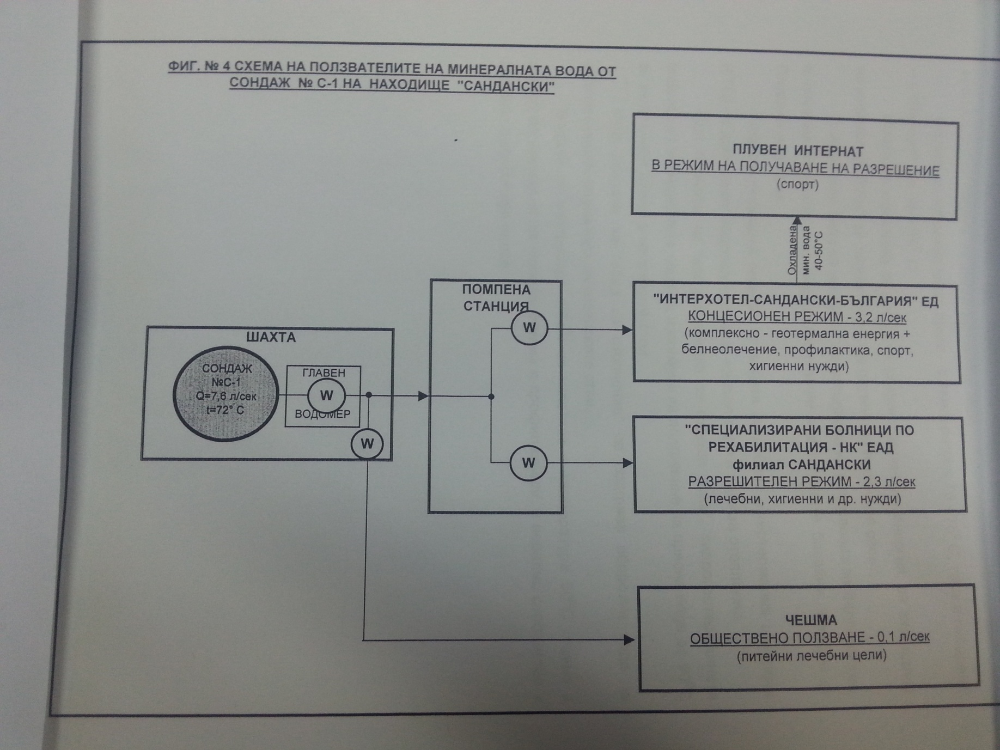 ФИГ. № 4 СХЕМА НА ПОЛЗВАТЕЛИТЕ НА МИНЕРАЛНАТА ВОДА ОТ
СОНДАЖ № С-1 НА НАХОДИЩЕ "САНДАНСКИ"
ПЛУВЕН ИНТЕРНАТ
В РЕЖИМ НА ПОЛУЧАВАНЕ НА РАЗРЕШЕНИЕ
(спорт)
Охладена
мин. вода
40-50°С
ПОМПЕНА
СТАНЦИЯ
W
W
"ИНТЕРХОТЕЛ-САНДАНСКИ-БЪЛГАРИЯ" ЕД
КОНЦЕСИОНЕН РЕЖИМ - 3,2 л/сек
(комплексно - геотермална енергия +
белнеолечение, профилактика, спорт,
хигиенни нужди)
ШАХТА
СОНДАЖ
№С-1
Q=7,6 л/сек
t=72° С
ГЛАВЕН
W
ВОДОМЕР
W
"СПЕЦИАЛИЗИРАНИ БОЛНИЦИ ПО
РЕХАБИЛИТАЦИЯ - НК" ЕАД
филиал САНДАНСКИ
РАЗРЕШИТЕЛЕН РЕЖИМ - 2,3 л/сек
(лечебни, хигиенни и др. нужди)
ЧЕШМА
ОБЩЕСТВЕНО ПОЛЗВАНЕ - 0,1 л/сек
(питейни лечебни цели)